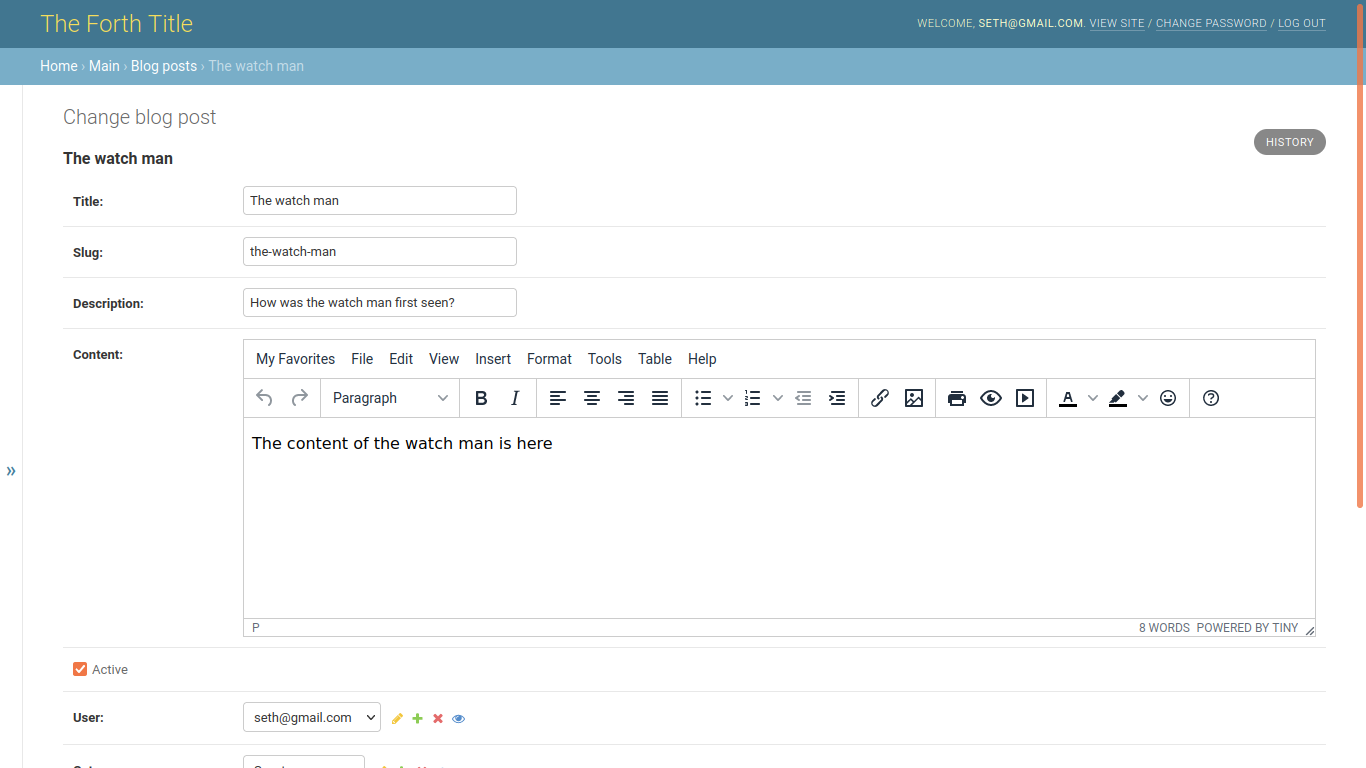 The Forth Title
WELCOME, SETH@GMAIL.COM. VIEW SITE / CHANGE PASSWORD / LOG OUT
Home › Main › Blog posts › The watch man
Change blog post
HISTORY
The watch man
Title: The watch man
Slug: the-watch-man
Description: How was the watch man first seen?
Content:
My Favorites File Edit View Insert Format Tools Table Help
Paragraph B I A
The content of the watch man is here
P 8 WORDS POWERED BY TINY
»
Active
User: seth@gmail.com